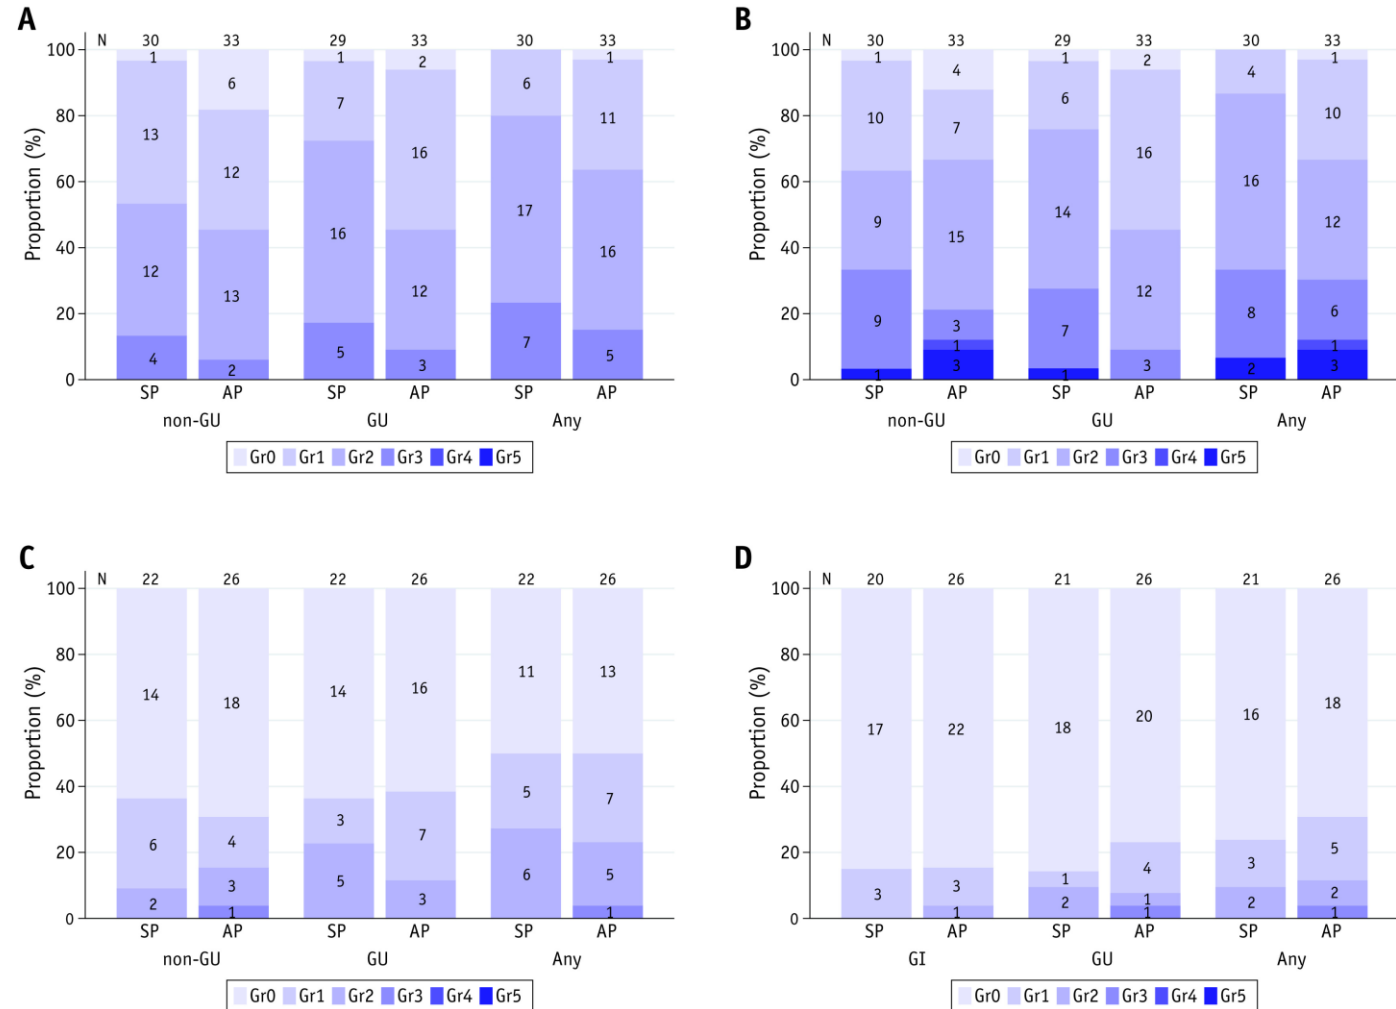 A
N 30 33 29 33 30 33
100 1 6 1 2 6 1
80 13 12 7 16 17 11
60 12 13 16 12 16
40
20 4 2 5 3 7 5
0
Proportion (%)
SP AP SP AP SP AP
non-GU GU Any
Gr0 Gr1 Gr2 Gr3 Gr4 Gr5
B
N 30 33 29 33 30 33
100 1 4 1 2 4 1
80 10 7 6 16 16 10
60 9 15 14 12 12
40
20 9 3 7 3 8 6
1
0 1 3 1 2 3
Proportion (%)
SP AP SP AP SP AP
non-GU GU Any
Gr0 Gr1 Gr2 Gr3 Gr4 Gr5
C
N 22 26 22 26 22 26
100
80 14 18 14 16 11 13
60
40 6 4 3 7 5 7
20 2 3 5 3 6 5
0 1 1
Proportion (%)
SP AP SP AP SP AP
non-GU GU Any
Gr0 Gr1 Gr2 Gr3 Gr4 Gr5
D
N 20 26 21 26 21 26
100
80 17 22 18 20 16 18
60
40
20 3 3 1 4 3 5
1 2 1 2 2
0 1 1
Proportion (%)
SP AP SP AP SP AP
GI GU Any
Gr0 Gr1 Gr2 Gr3 Gr4 Gr5